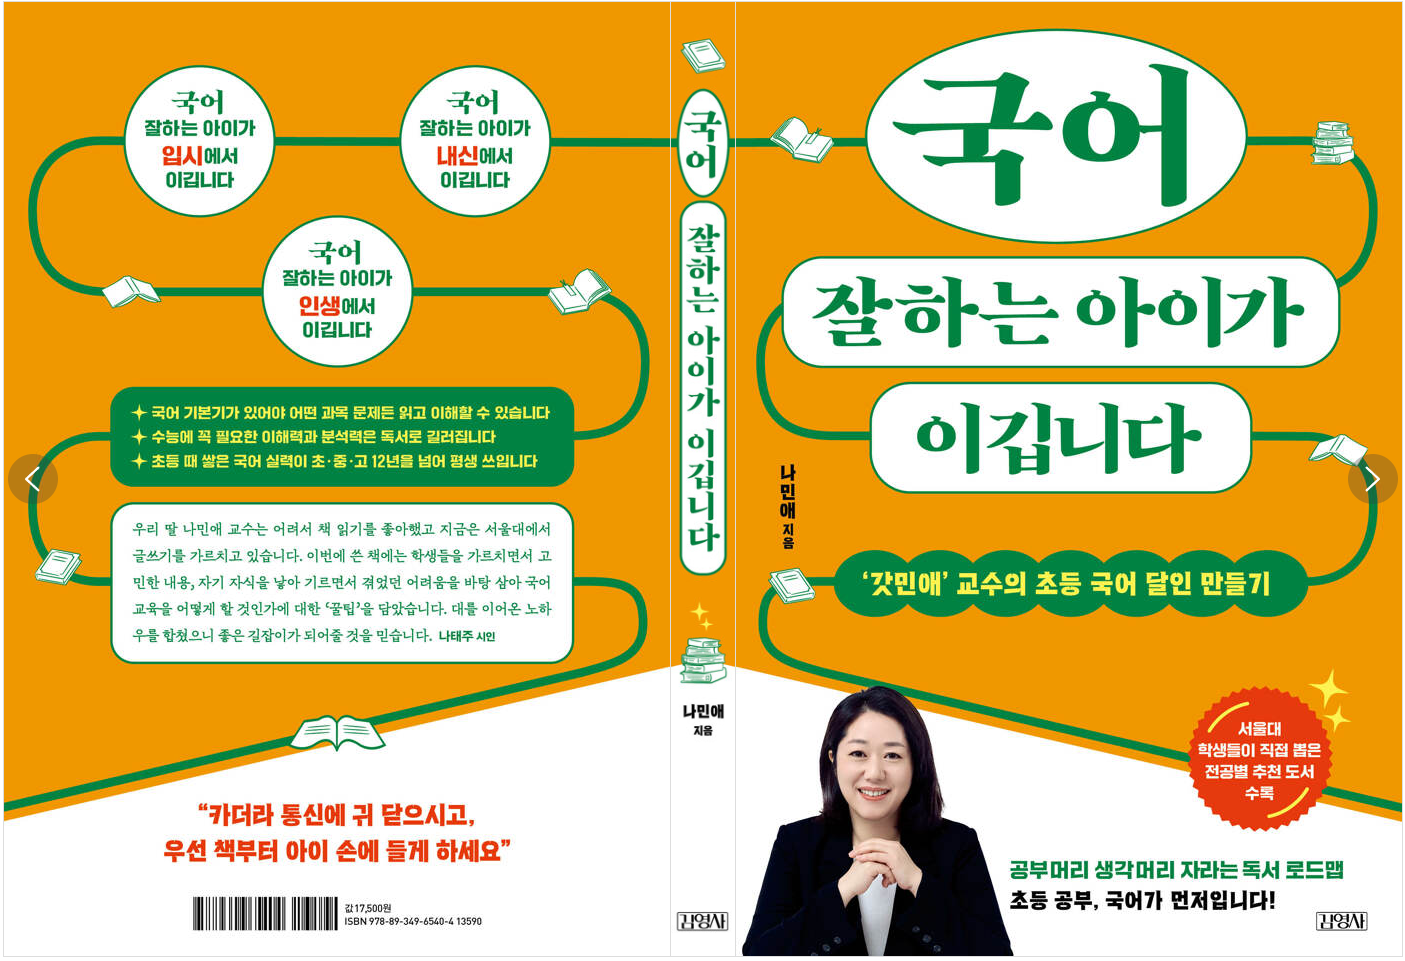 국어
잘하는 아이가
입시에서
이깁니다
국어
잘하는 아이가
내신에서
이깁니다
국어
잘하는 아이가
인생에서
이깁니다
국어 기본기가 있어야 어떤 과목 문제든 읽고 이해할 수 있습니다
수능에 꼭 필요한 이해력과 분석력은 독서로 길러집니다
초등 때 쌓은 국어 실력이 초·중·고 12년을 넘어 평생 쓰입니다
우리 딸 나민애 교수는 어려서 책 읽기를 좋아했고 지금은 서울대에서
글쓰기를 가르치고 있습니다. 이번에 쓴 책에는 학생들을 가르치면서 고
민한 내용, 자기 자식을 낳아 기르면서 겪었던 어려움을 바탕 삼아 국어
교육을 어떻게 할 것인가에 대한 ‘꿀팁’을 담았습니다. 대를 이어온 노하
우를 합쳤으니 좋은 길잡이가 되어줄 것을 믿습니다. 나태주 시인
“카더라 통신에 귀 닫으시고,
우선 책부터 아이 손에 들게 하세요”
값 17,500원
ISBN 978-89-349-6540-4 13590
국어
잘하는 아이가 이깁니다
나민애
지음
김영사
국어
잘하는 아이가
이깁니다
나민애 지음
‘갓민애’ 교수의 초등 국어 달인 만들기
서울대
학생들이 직접 뽑은
전공별 추천 도서
수록
공부머리 생각머리 자라는 독서 로드맵
초등 공부, 국어가 먼저입니다!
김영사